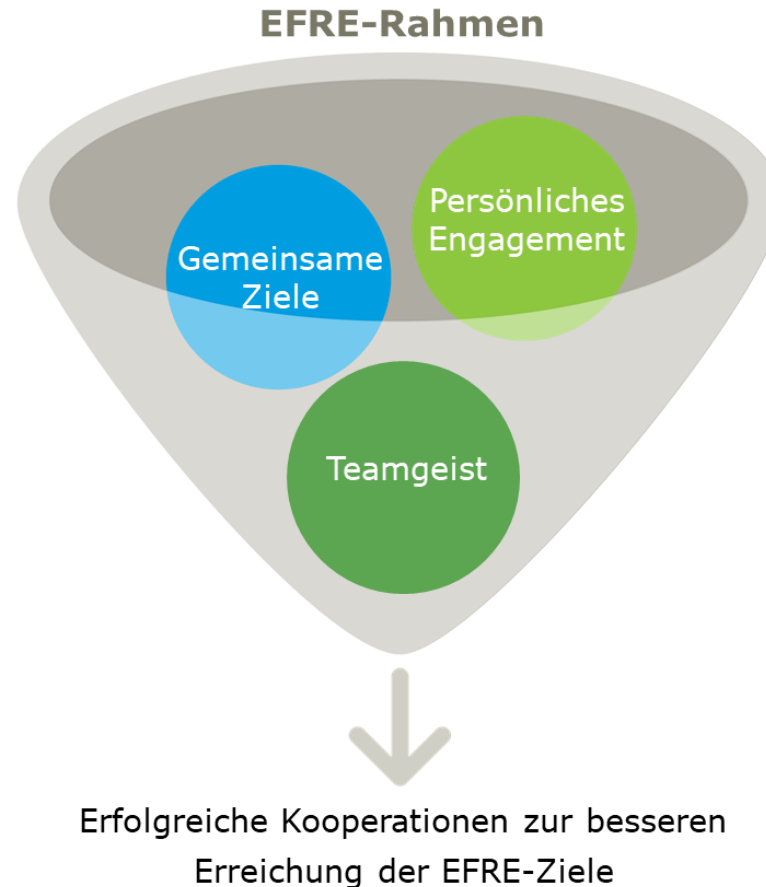 EFRE-Rahmen
Persönliches
Engagement
Gemeinsame
Ziele
Teamgeist
Erfolgreiche Kooperationen zur besseren
Erreichung der EFRE-Ziele